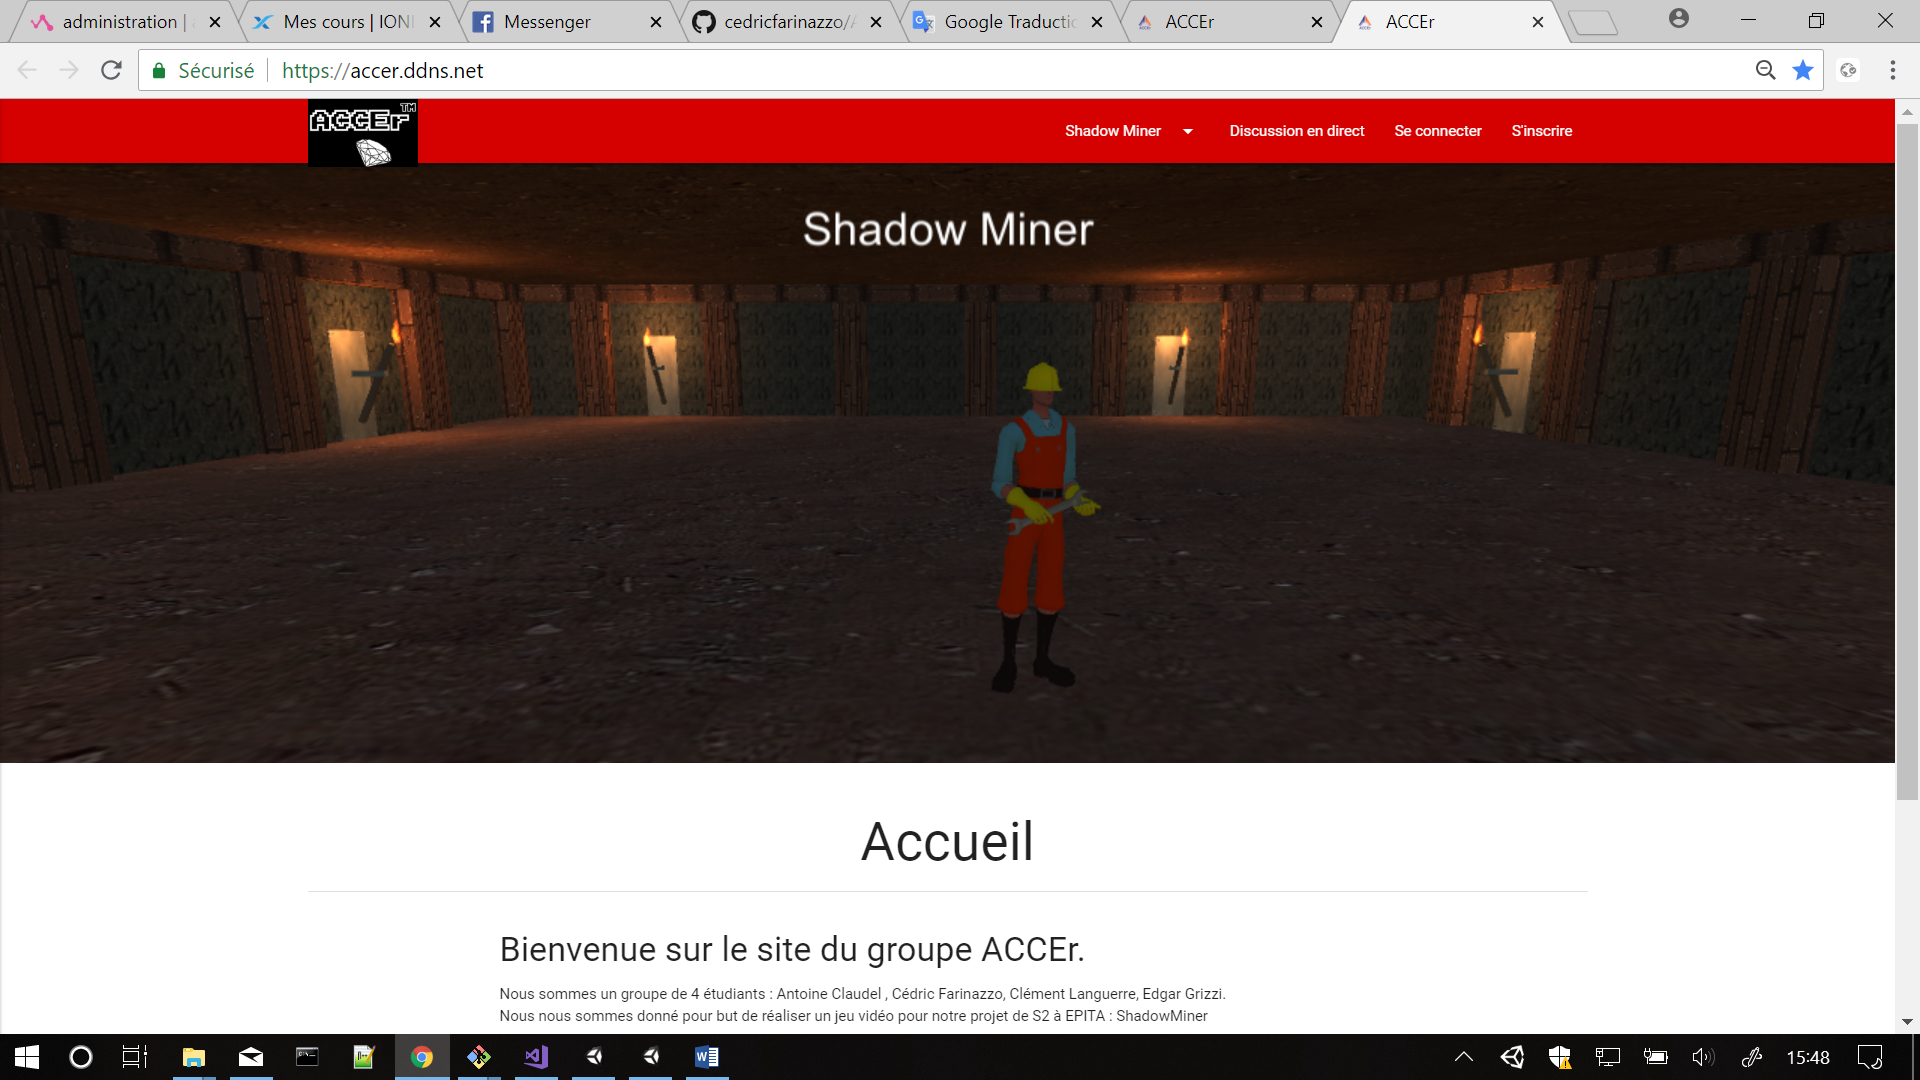 administration |
Mes cours | ION
Messenger
cedricfarinazzo/
Google Traductio
ACCEr
ACCEr
Sécurisé
https://accer.ddns.net
ACCEr™
Shadow Miner
Discussion en direct
Se connecter
S'inscrire
Shadow Miner
Accueil
Bienvenue sur le site du groupe ACCEr.
Nous sommes un groupe de 4 étudiants : Antoine Claudel , Cédric Farinazzo, Clément Languerre, Edgar Grizzi.
Nous nous sommes donné pour but de réaliser un jeu vidéo pour notre projet de S2 à EPITA : ShadowMiner
15:48